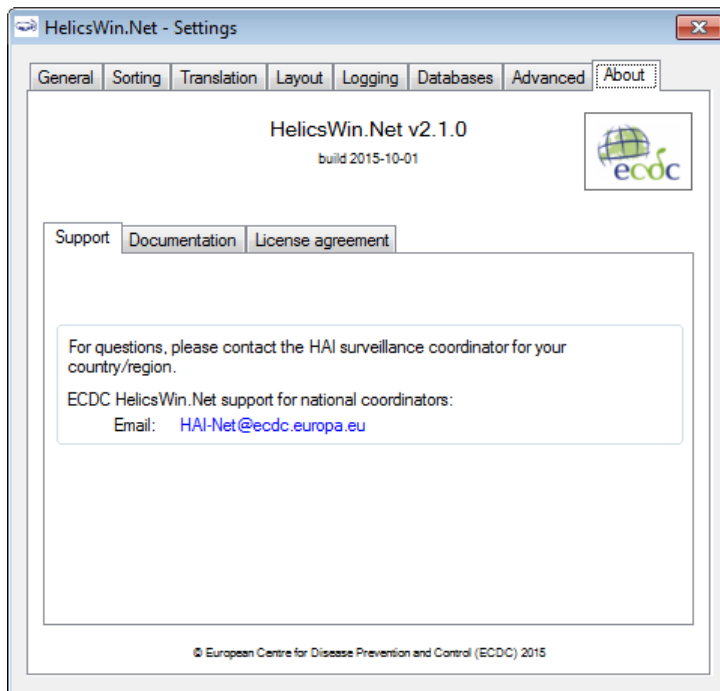 HelicsWin.Net - Settings
General Sorting Translation Layout Logging Databases Advanced About
HelicsWin.Net v2.1.0
build 2015-10-01
ecdc
Support Documentation License agreement
For questions, please contact the HAI surveillance coordinator for your
country/region.
ECDC HelicsWin.Net support for national coordinators:
Email: HAI-Net@ecdc.europa.eu
© European Centre for Disease Prevention and Control (ECDC) 2015